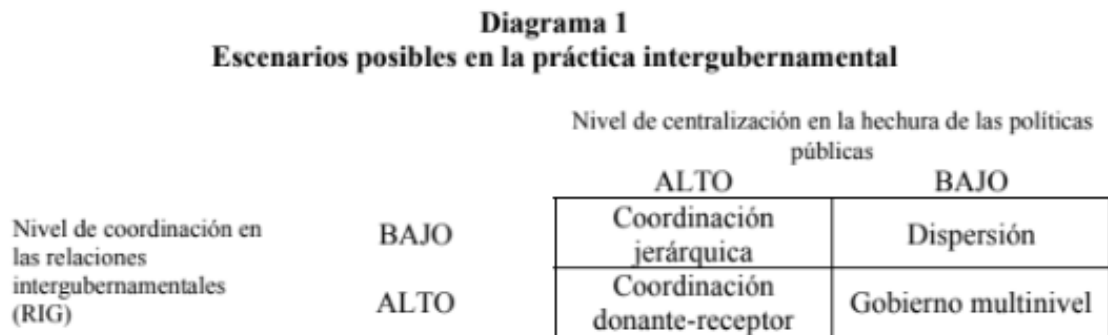 Diagrama 1
Escenarios posibles en la práctica intergubernamental
Nivel de centralización en la hechura de las políticas
públicas
ALTO BAJO
Nivel de coordinación en
las relaciones
intergubernamentales
(RIG)
BAJO
Coordinación
jerárquica
Dispersión
ALTO
Coordinación
donante-receptor
Gobierno multinivel